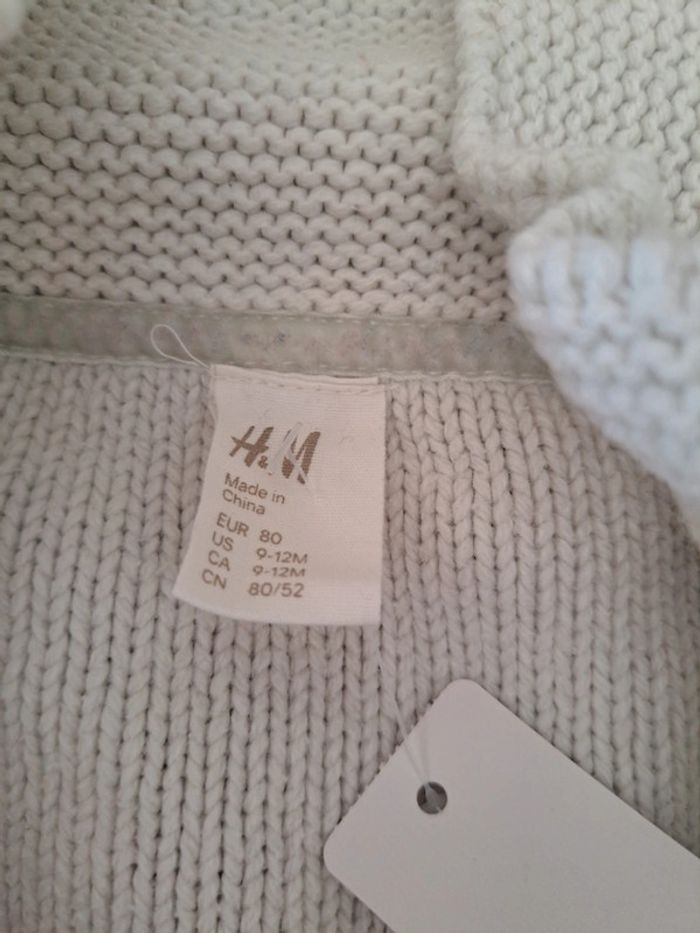 H&M
Made in
China
EUR 80
US 9-12M
CA 9-12M
CN 80/52